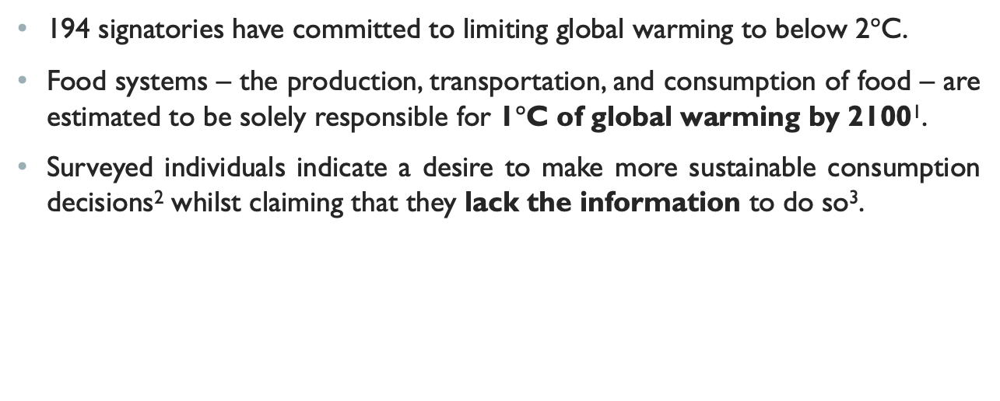 • 194 signatories have committed to limiting global warming to below 2°C.
• Food systems – the production, transportation, and consumption of food – are
estimated to be solely responsible for 1°C of global warming by 2100¹.
• Surveyed individuals indicate a desire to make more sustainable consumption
decisions² whilst claiming that they lack the information to do so³.